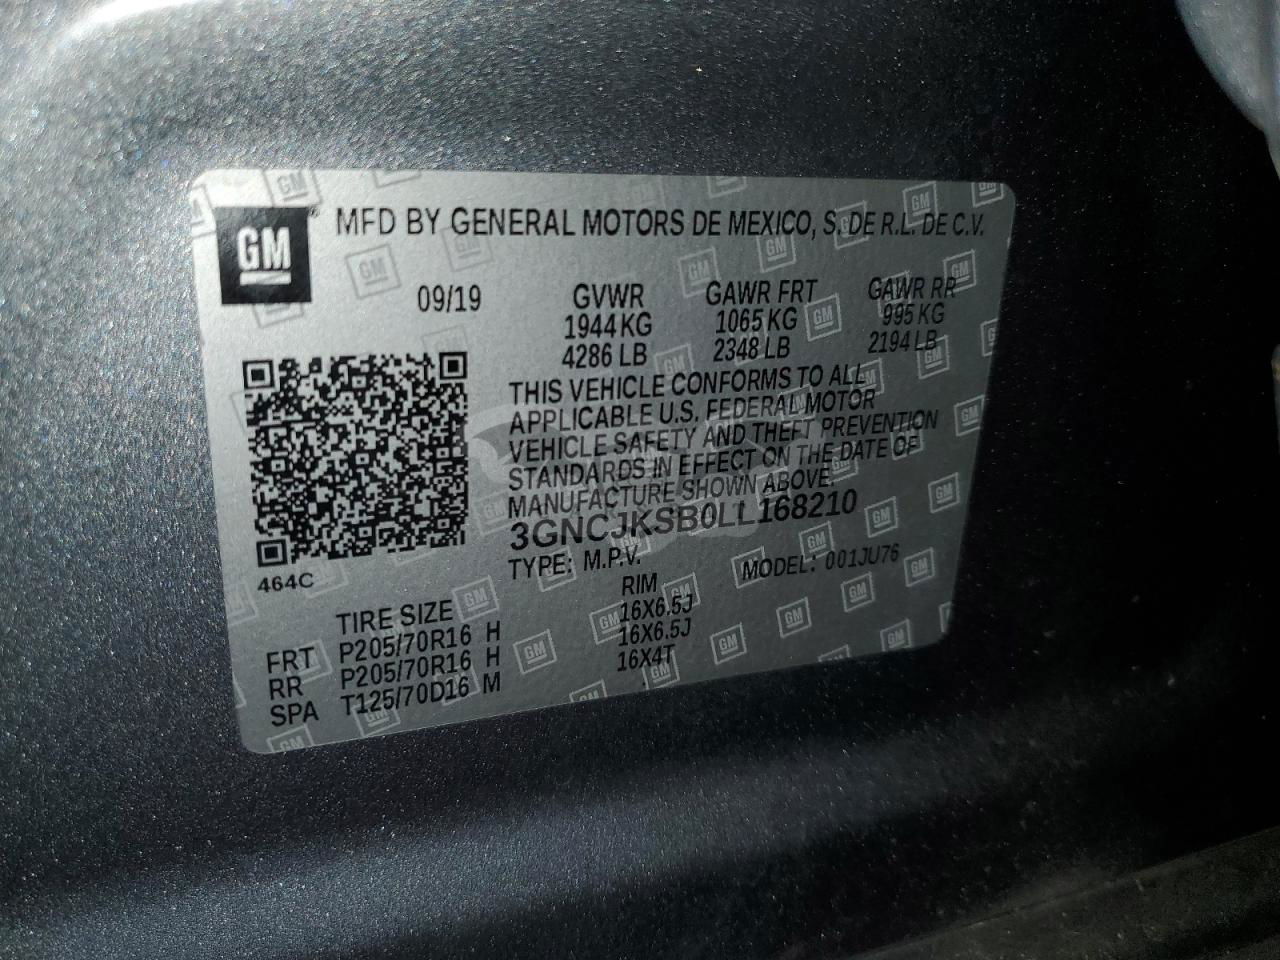 GM® MFD BY GENERAL MOTORS DE MEXICO, S. DE R.L. DE C.V.
09/19 GVWR GAWR FRT GAWR RR
1944 KG 1065 KG 995 KG
4286 LB 2348 LB 2194 LB
THIS VEHICLE CONFORMS TO ALL
APPLICABLE U.S. FEDERAL MOTOR
VEHICLE SAFETY AND THEFT PREVENTION
STANDARDS IN EFFECT ON THE DATE OF
MANUFACTURE SHOWN ABOVE.
3GNCJKSB0LL168210
TYPE: M.P.V. MODEL: 001JU76
464C
TIRE SIZE RIM
FRT P205/70R16 H 16X6.5J
RR P205/70R16 H 16X6.5J
SPA T125/70D16 M 16X4T